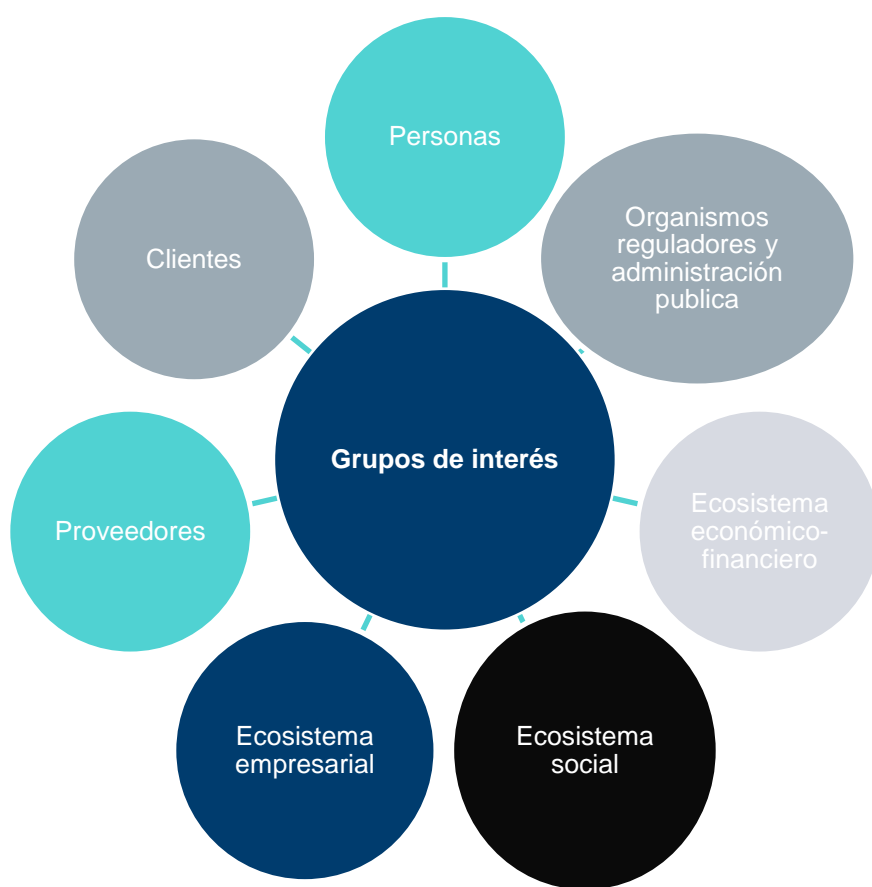 Personas
Organismos
reguladores y
administración
publica
Clientes
Grupos de interés
Ecosistema
económico-
financiero
Proveedores
Ecosistema
empresarial
Ecosistema
social